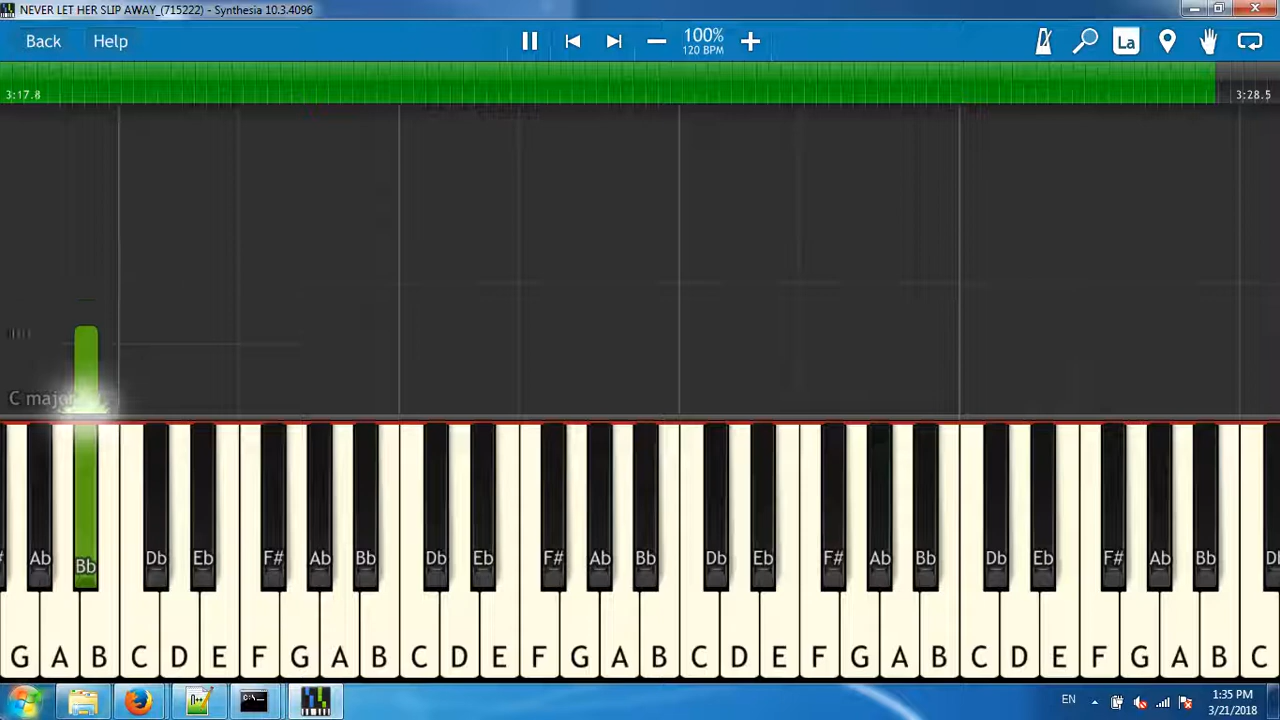 NEVER LET HER SLIP AWAY_(715222) - Synthesia 10.3.4096
Back Help 100% La
120 BPM
3:17.8 3:28.5
C major
Ab Bb Db Eb F# Ab Bb Db Eb F# Ab Bb Db Eb F# Ab Bb Db Eb F# Ab Bb
G A B C D E F G A B C D E F G A B C D E F G A B C D E F G A B C
EN 1:35 PM
3/21/2018